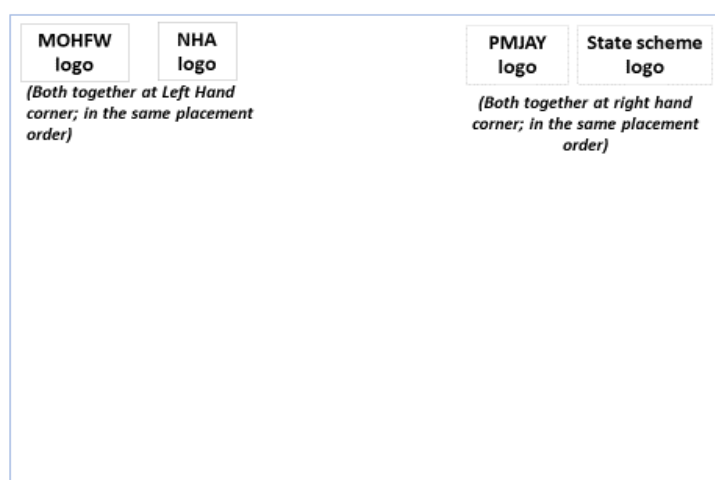 MOHFW
logo
NHA
logo
(Both together at Left Hand
corner; in the same placement
order)
PMJAY
logo
State scheme
logo
(Both together at right hand
corner; in the same placement
order)